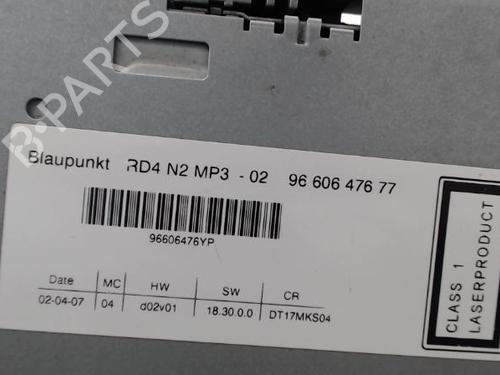 B-PARTS
Blaupunkt RD4 N2 MP3 - 02 96 606 476 77
96606476YP
Date MC HW SW CR
02-04-07 04 d02v01 18.30.0.0 DT17MKS04
CLASS 1
LASERPRODUCT